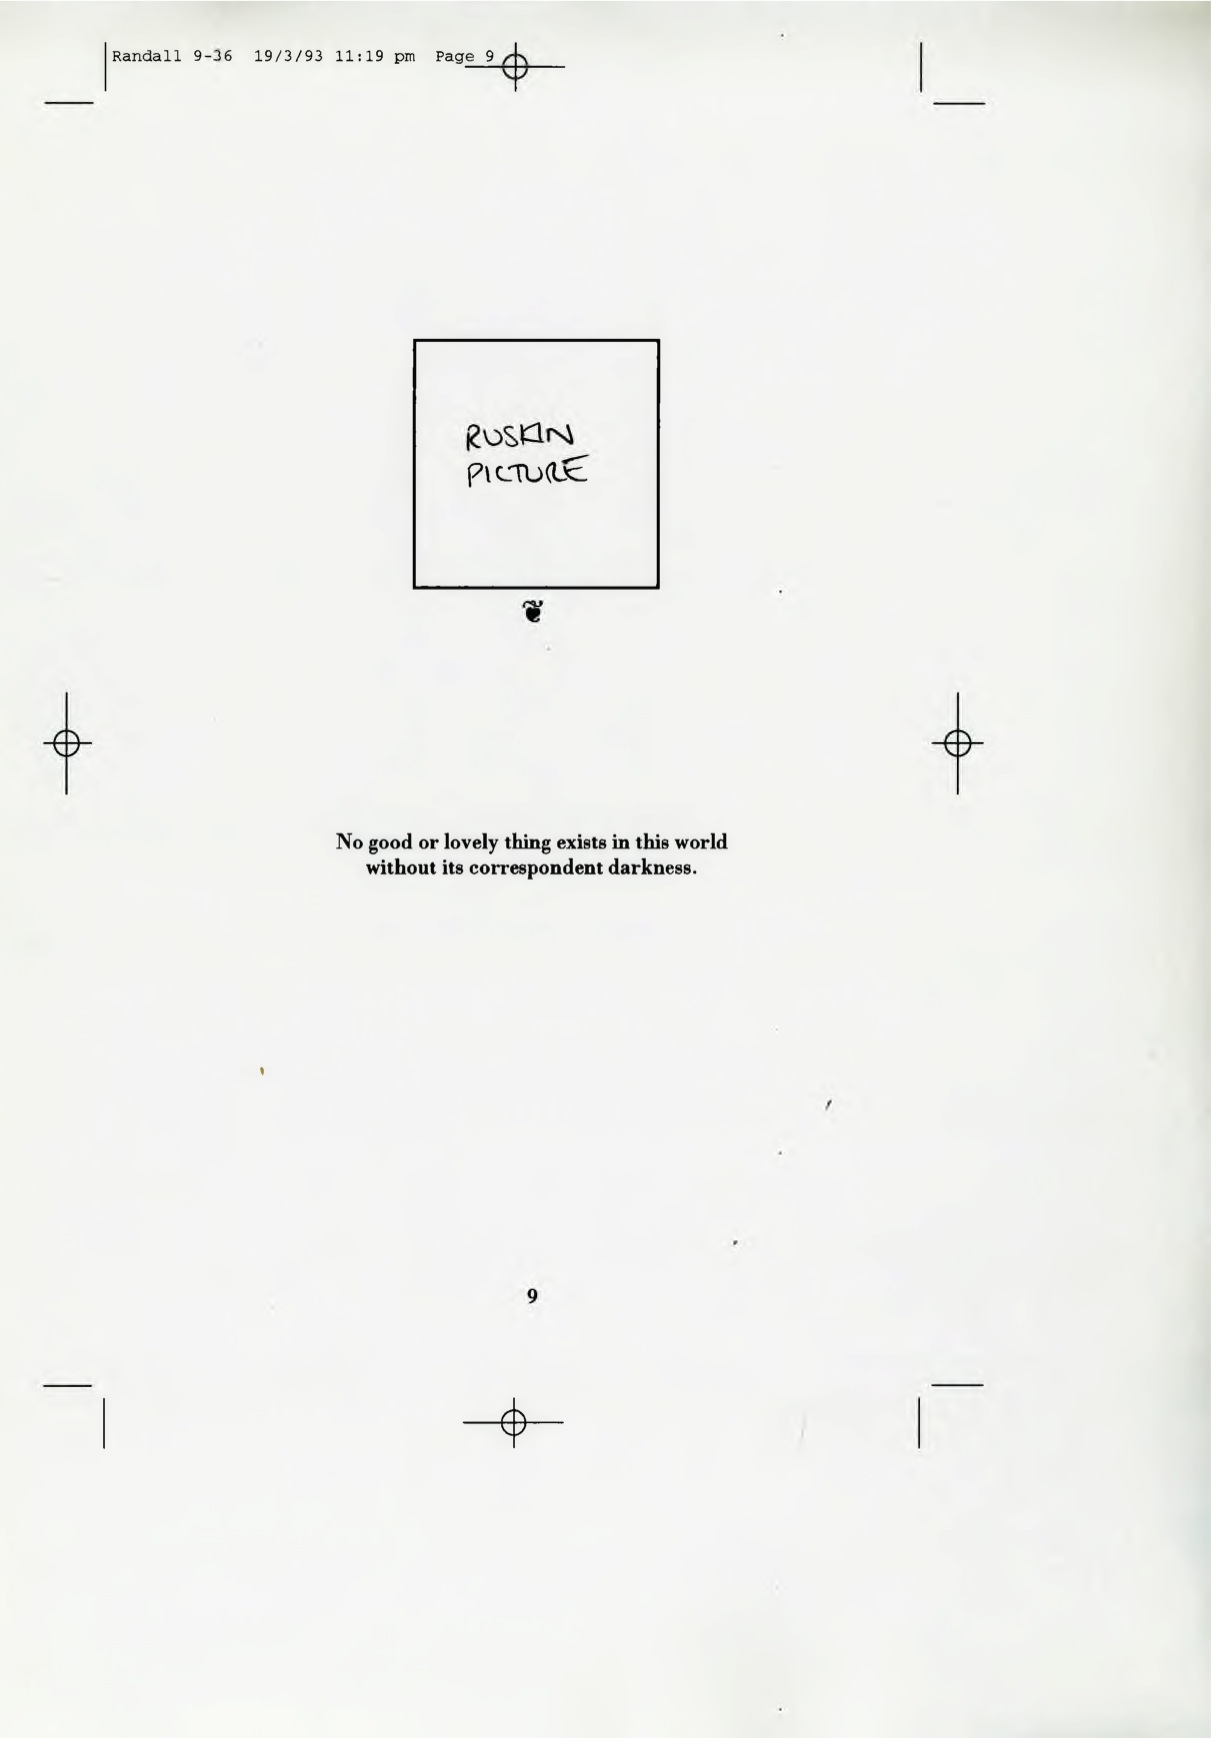 Randall 9-36 19/3/93 11:19 pm Page 9
RUSKIN
PICTURE
No good or lovely thing exists in this world
without its correspondent darkness.
9